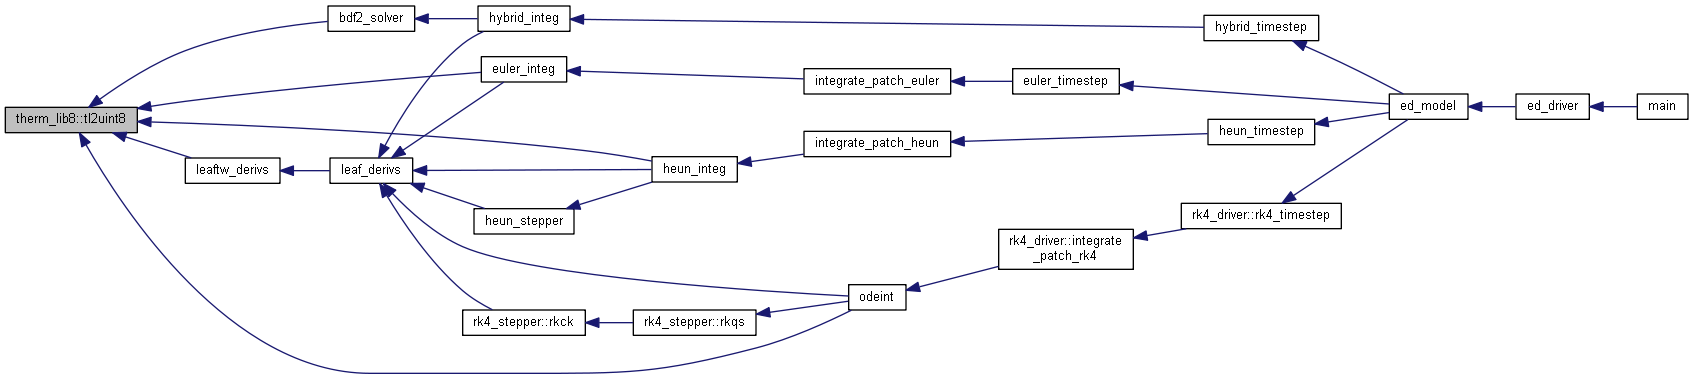 bdf2_solver
hybrid_integ
hybrid_timestep
euler_integ
integrate_patch_euler
euler_timestep
therm_lib8::tl2uint8
ed_model
ed_driver
main
heun_timestep
integrate_patch_heun
leaftw_derivs
leaf_derivs
heun_integ
heun_stepper
rk4_driver::rk4_timestep
rk4_driver::integrate
_patch_rk4
odeint
rk4_stepper::rkck
rk4_stepper::rkqs